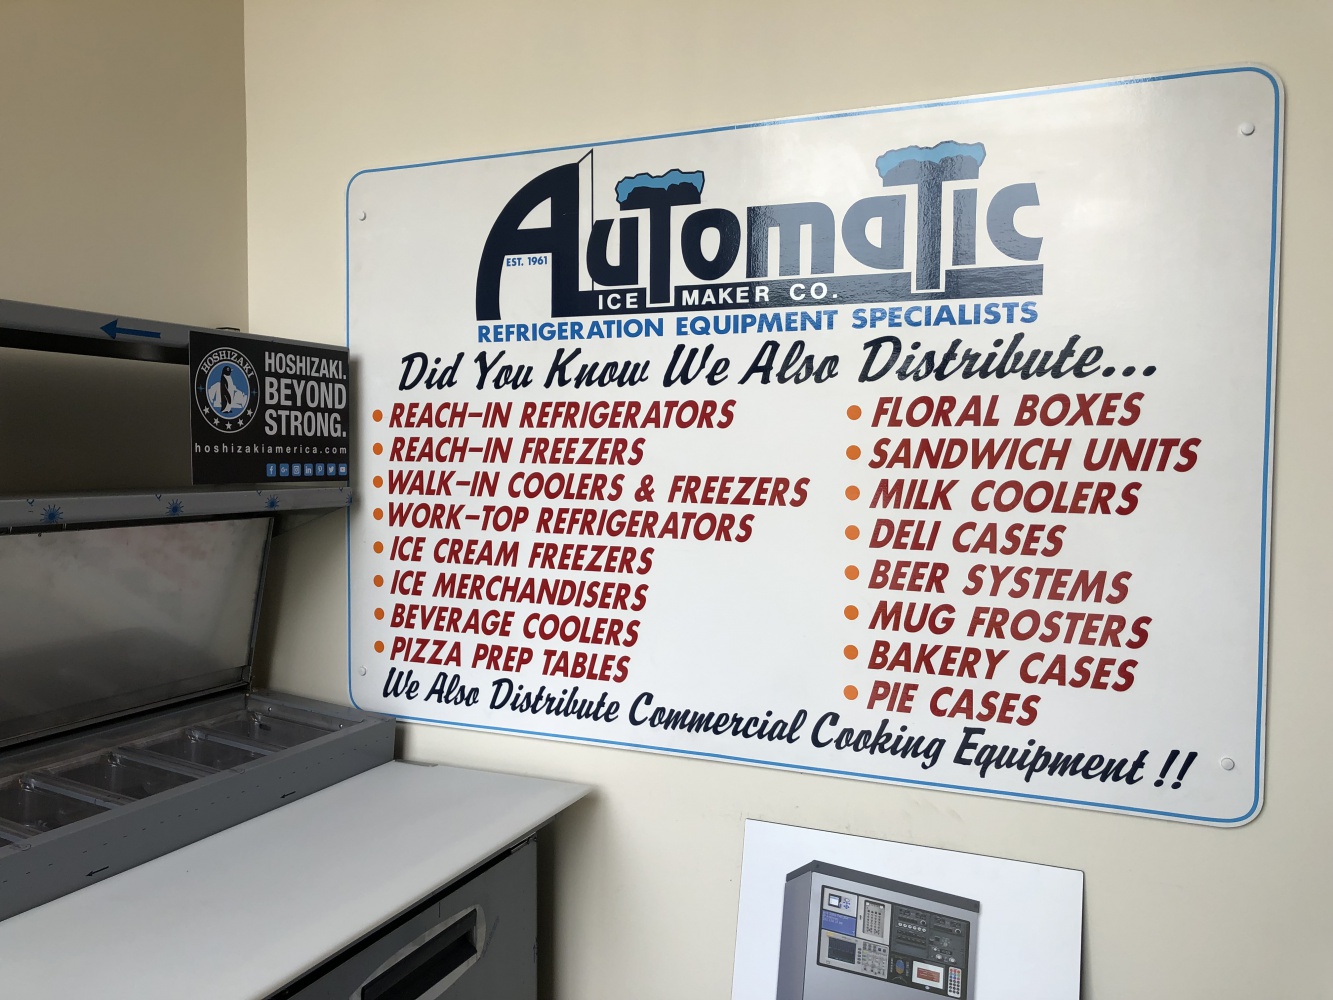 Automatic
EST. 1961
ICE MAKER CO.
REFRIGERATION EQUIPMENT SPECIALISTS
Did You Know We Also Distribute...
• REACH-IN REFRIGERATORS
• REACH-IN FREEZERS
• WALK-IN COOLERS & FREEZERS
• WORK-TOP REFRIGERATORS
• ICE CREAM FREEZERS
• ICE MERCHANDISERS
• BEVERAGE COOLERS
• PIZZA PREP TABLES
• FLORAL BOXES
• SANDWICH UNITS
• MILK COOLERS
• DELI CASES
• BEER SYSTEMS
• MUG FROSTERS
• BAKERY CASES
• PIE CASES
We Also Distribute Commercial Cooking Equipment !!
HOSHIZAKI
HOSHIZAKI.
BEYOND
STRONG.
hoshizakiamerica.com